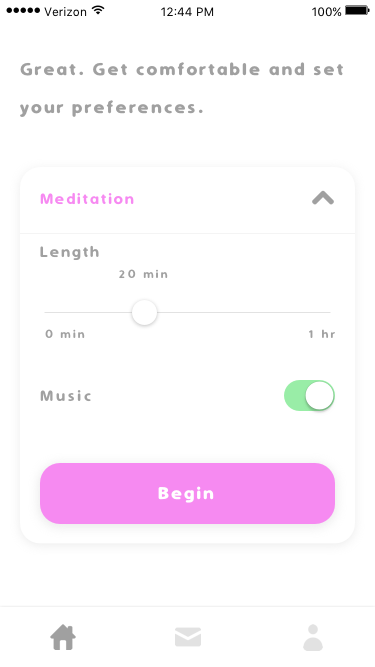 Verizon 12:44 PM 100%
Great. Get comfortable and set
your preferences.
Meditation
Length
20 min
0 min 1 hr
Music
Begin